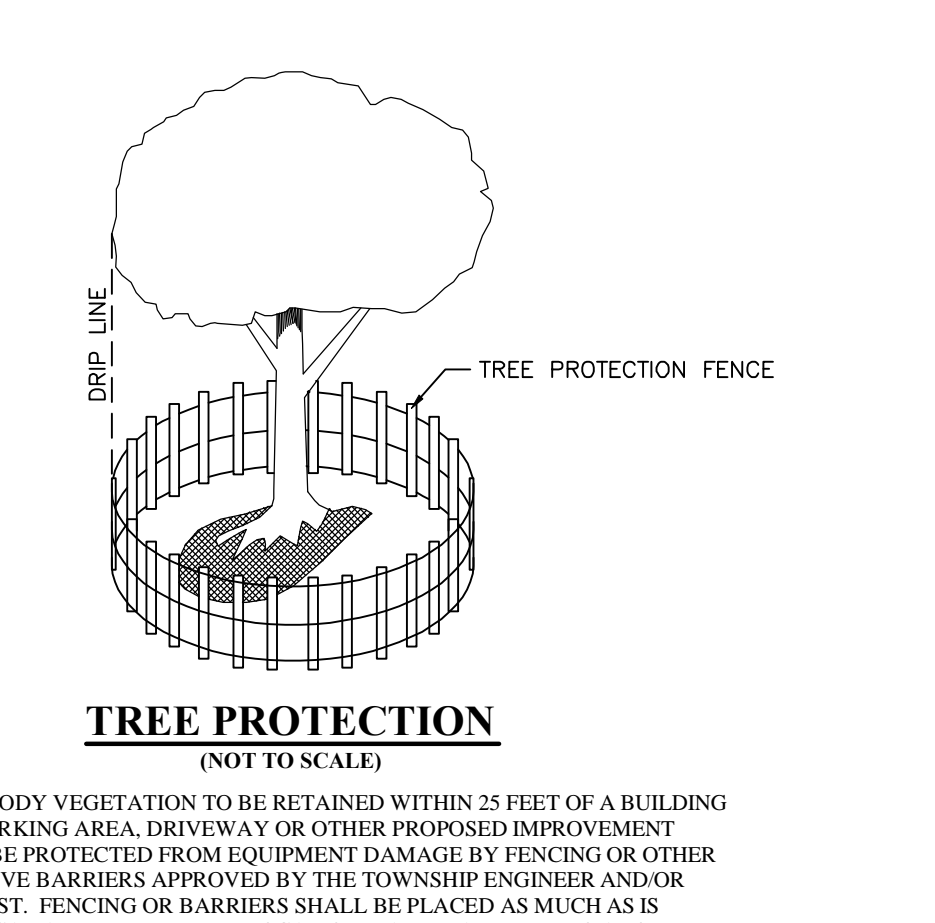 DRIP LINE
TREE PROTECTION FENCE
TREE PROTECTION
(NOT TO SCALE)
ODY VEGETATION TO BE RETAINED WITHIN 25 FEET OF A BUILDING
RKING AREA, DRIVEWAY OR OTHER PROPOSED IMPROVEMENT
BE PROTECTED FROM EQUIPMENT DAMAGE BY FENCING OR OTHER
VE BARRIERS APPROVED BY THE TOWNSHIP ENGINEER AND/OR
ST. FENCING OR BARRIERS SHALL BE PLACED AS MUCH AS IS